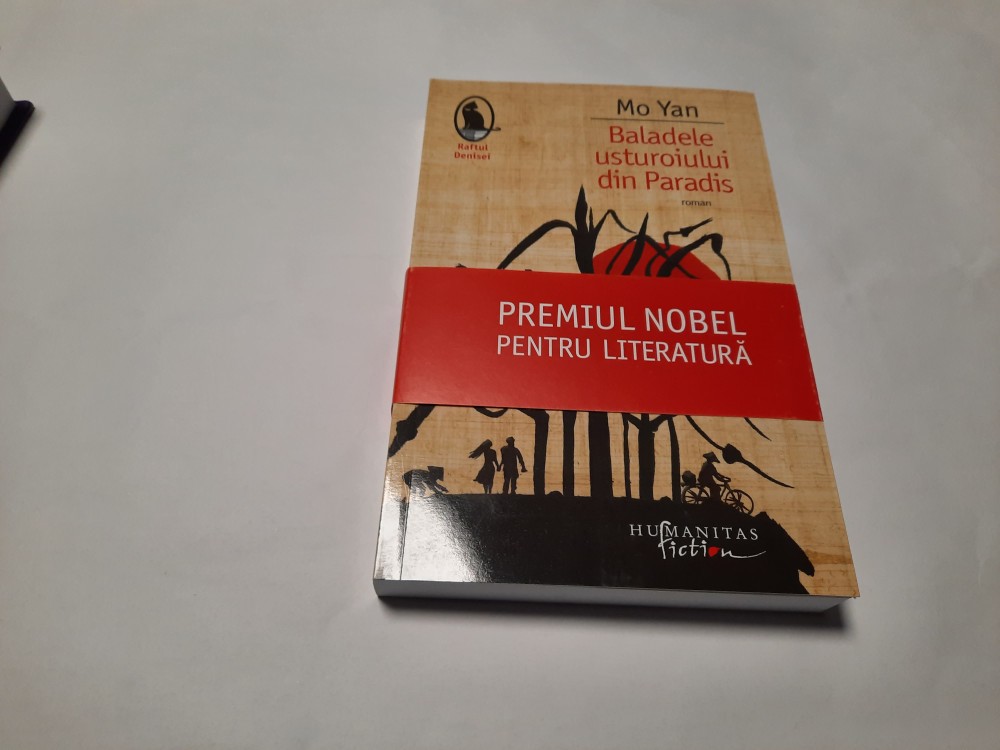 Raftul
Denisei
Mo Yan
Baladele
usturoiului
din Paradis
roman
PREMIUL NOBEL
PENTRU LITERATURĂ
HUMANITAS
fiction